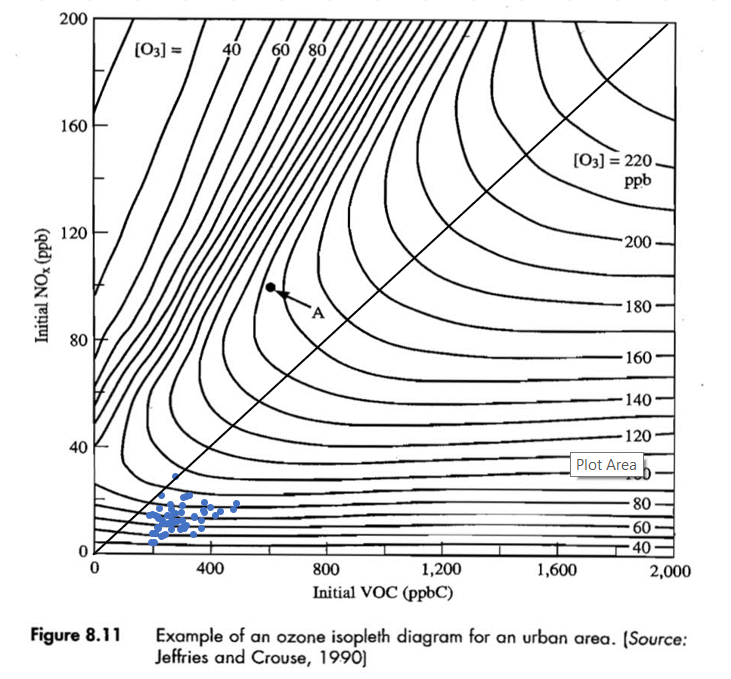 200
[O₃] =
40
60
80
160
[O₃] = 220
ppb
120
200
Initial NOₓ (ppb)
180
A
80
160
140
120
40
Plot Area
80
60
0
40
0
400
800
1,200
1,600
2,000
Initial VOC (ppbC)
Figure 8.11 Example of an ozone isopleth diagram for an urban area. (Source:
Jeffries and Crouse, 1990)